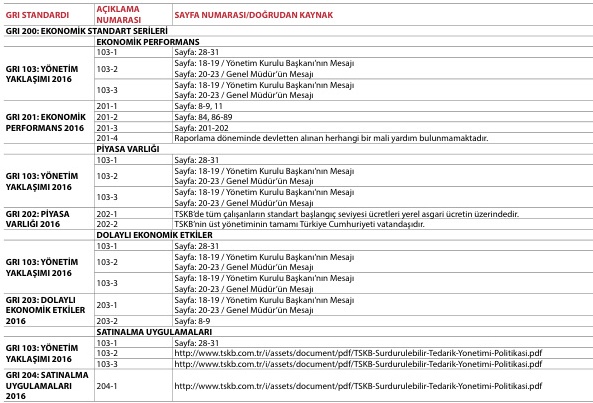 GRI STANDARDI AÇIKLAMA NUMARASI SAYFA NUMARASI/DOĞRUDAN KAYNAK
GRI 200: EKONOMİK STANDART SERİLERİ
EKONOMİK PERFORMANS
GRI 103: YÖNETİM YAKLAŞIMI 2016
103-1 Sayfa: 28-31
103-2 Sayfa: 18-19 / Yönetim Kurulu Başkanı'nın Mesajı
Sayfa: 20-23 / Genel Müdür'ün Mesajı
103-3 Sayfa: 18-19 / Yönetim Kurulu Başkanı'nın Mesajı
Sayfa: 20-23 / Genel Müdür'ün Mesajı
GRI 201: EKONOMİK PERFORMANS 2016
201-1 Sayfa: 8-9, 11
201-2 Sayfa: 84, 86-89
201-3 Sayfa: 201-202
201-4 Raporlama döneminde devletten alınan herhangi bir mali yardım bulunmamaktadır.
PİYASA VARLIĞI
GRI 103: YÖNETİM YAKLAŞIMI 2016
103-1 Sayfa: 28-31
103-2 Sayfa: 18-19 / Yönetim Kurulu Başkanı'nın Mesajı
Sayfa: 20-23 / Genel Müdür'ün Mesajı
103-3 Sayfa: 18-19 / Yönetim Kurulu Başkanı'nın Mesajı
Sayfa: 20-23 / Genel Müdür'ün Mesajı
GRI 202: PİYASA VARLIĞI 2016
202-1 TSKB'de tüm çalışanların standart başlangıç seviyesi ücretleri yerel asgari ücretin üzerindedir.
202-2 TSKB'nin üst yönetiminin tamamı Türkiye Cumhuriyeti vatandaşıdır.
DOLAYLI EKONOMİK ETKİLER
GRI 103: YÖNETİM YAKLAŞIMI 2016
103-1 Sayfa: 28-31
103-2 Sayfa: 18-19 / Yönetim Kurulu Başkanı'nın Mesajı
Sayfa: 20-23 / Genel Müdür'ün Mesajı
103-3 Sayfa: 18-19 / Yönetim Kurulu Başkanı'nın Mesajı
Sayfa: 20-23 / Genel Müdür'ün Mesajı
GRI 203: DOLAYLI EKONOMİK ETKİLER 2016
203-1 Sayfa: 18-19 / Yönetim Kurulu Başkanı'nın Mesajı
Sayfa: 20-23 / Genel Müdür'ün Mesajı
203-2 Sayfa: 8-9
SATINALMA UYGULAMALARI
GRI 103: YÖNETİM YAKLAŞIMI 2016
103-1 Sayfa: 28-31
103-2 http://www.tskb.com.tr/i/assets/document/pdf/TSKB-Surdurulebilir-Tedarik-Yonetimi-Politikasi.pdf
103-3 http://www.tskb.com.tr/i/assets/document/pdf/TSKB-Surdurulebilir-Tedarik-Yonetimi-Politikasi.pdf
GRI 204: SATINALMA UYGULAMALARI 2016
204-1 http://www.tskb.com.tr/i/assets/document/pdf/TSKB-Surdurulebilir-Tedarik-Yonetimi-Politikasi.pdf